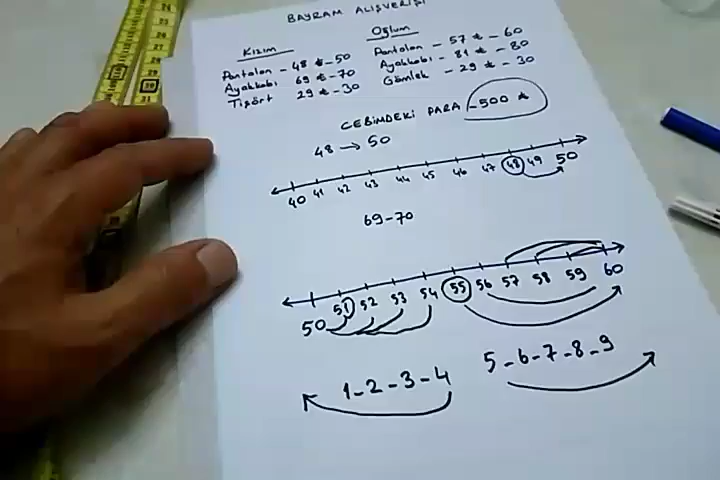 BAYRAM ALIŞVERİŞİ
Kızım
Pantolon - 48 ₺ - 50
Ayakkabı 69 ₺ - 70
Tişört 29 ₺ - 30
Oğlum
Pantolon - 57 ₺ - 60
Ayakkabı - 81 ₺ - 80
Gömlek - 29 ₺ - 30
CEBİMDEKİ PARA - 500 ₺
48 → 50
40 41 42 43 44 45 46 47 48 49 50
69-70
50 51 52 53 54 55 56 57 58 59 60
1-2-3-4
5-6-7-8-9